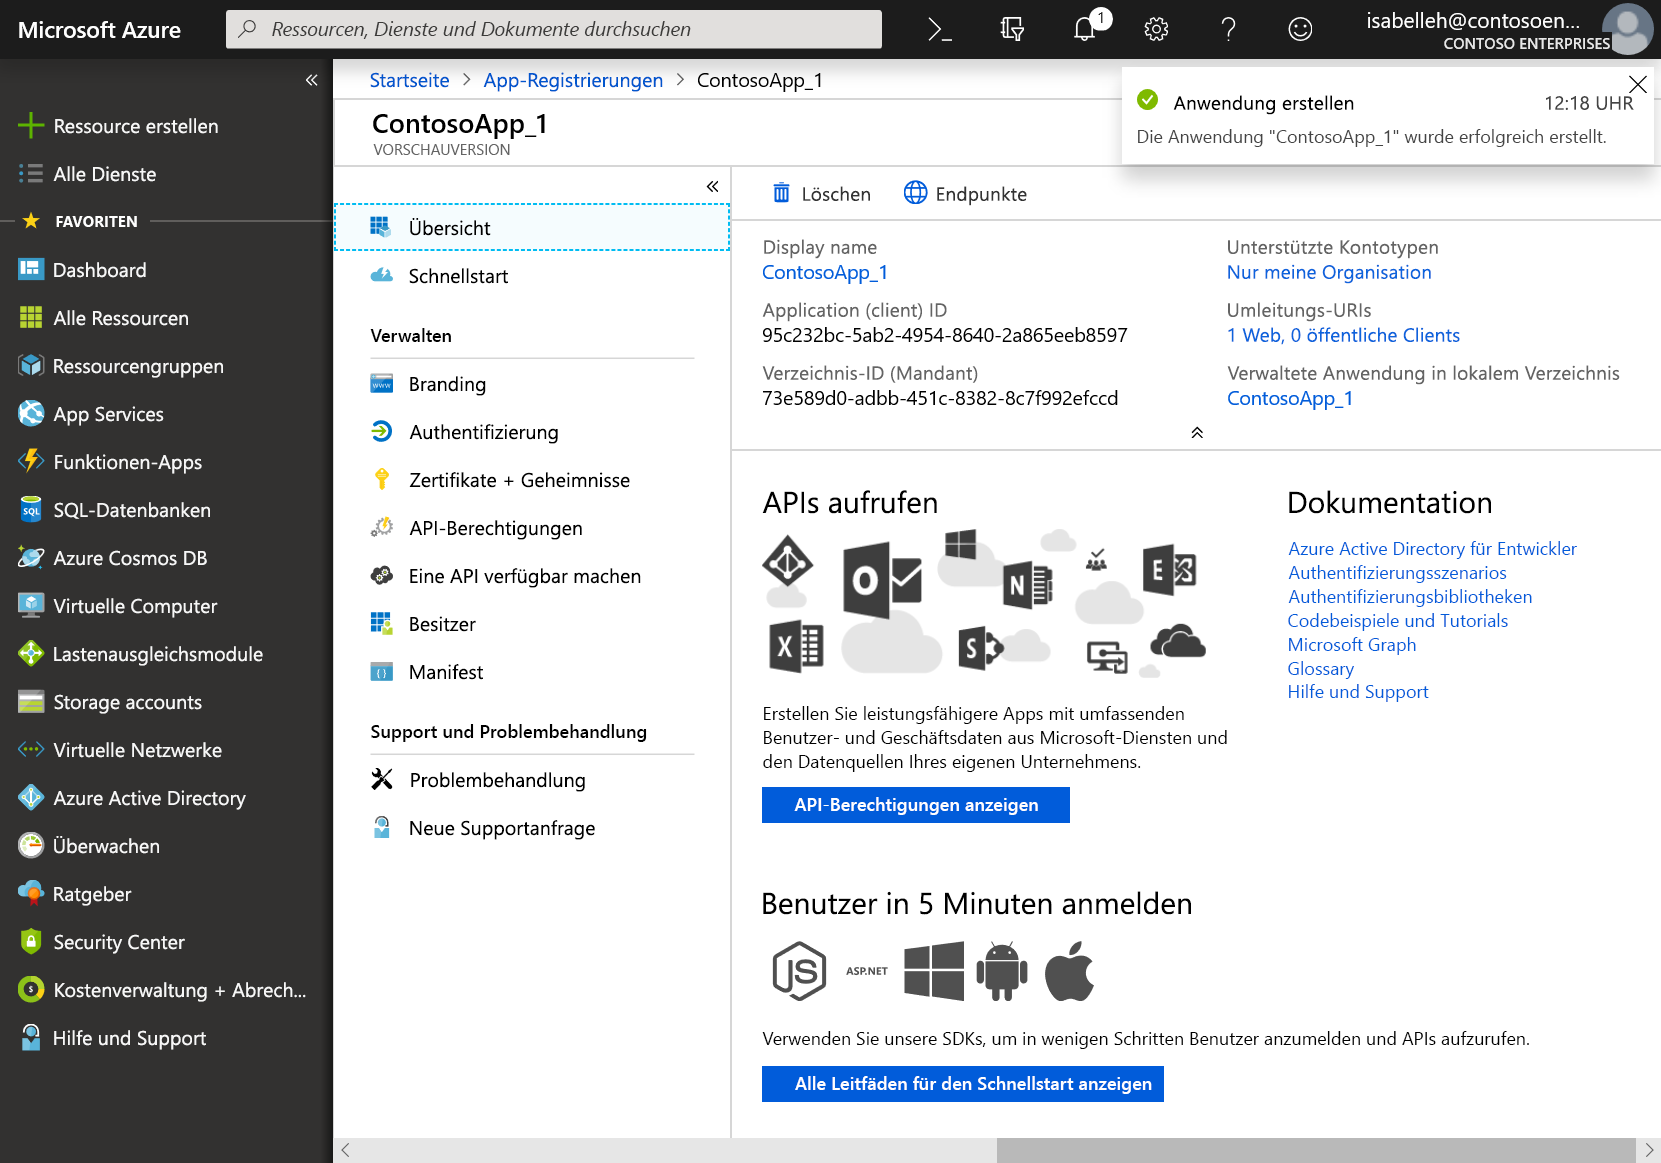 Microsoft Azure
Ressourcen, Dienste und Dokumente durchsuchen
1
isabelleh@contosoen...
CONTOSO ENTERPRISES
Ressource erstellen
Alle Dienste
FAVORITEN
Dashboard
Alle Ressourcen
Ressourcengruppen
App Services
Funktionen-Apps
SQL-Datenbanken
Azure Cosmos DB
Virtuelle Computer
Lastenausgleichsmodule
Storage accounts
Virtuelle Netzwerke
Azure Active Directory
Überwachen
Ratgeber
Security Center
Kostenverwaltung + Abrech...
Hilfe und Support
Startseite > App-Registrierungen > ContosoApp_1
ContosoApp_1
VORSCHAUVERSION
Anwendung erstellen 12:18 UHR
Die Anwendung "ContosoApp_1" wurde erfolgreich erstellt.
Übersicht
Schnellstart
Verwalten
Branding
Authentifizierung
Zertifikate + Geheimnisse
API-Berechtigungen
Eine API verfügbar machen
Besitzer
Manifest
Support und Problembehandlung
Problembehandlung
Neue Supportanfrage
Löschen Endpunkte
Display name
ContosoApp_1
Application (client) ID
95c232bc-5ab2-4954-8640-2a865eeb8597
Verzeichnis-ID (Mandant)
73e589d0-adbb-451c-8382-8c7f992efccd
Unterstützte Kontotypen
Nur meine Organisation
Umleitungs-URIs
1 Web, 0 öffentliche Clients
Verwaltete Anwendung in lokalem Verzeichnis
ContosoApp_1
APIs aufrufen
Erstellen Sie leistungsfähigere Apps mit umfassenden
Benutzer- und Geschäftsdaten aus Microsoft-Diensten und
den Datenquellen Ihres eigenen Unternehmens.
API-Berechtigungen anzeigen
Dokumentation
Azure Active Directory für Entwickler
Authentifizierungsszenarios
Authentifizierungsbibliotheken
Codebeispiele und Tutorials
Microsoft Graph
Glossary
Hilfe und Support
Benutzer in 5 Minuten anmelden
JS ASP.NET
Verwenden Sie unsere SDKs, um in wenigen Schritten Benutzer anzumelden und APIs aufzurufen.
Alle Leitfäden für den Schnellstart anzeigen